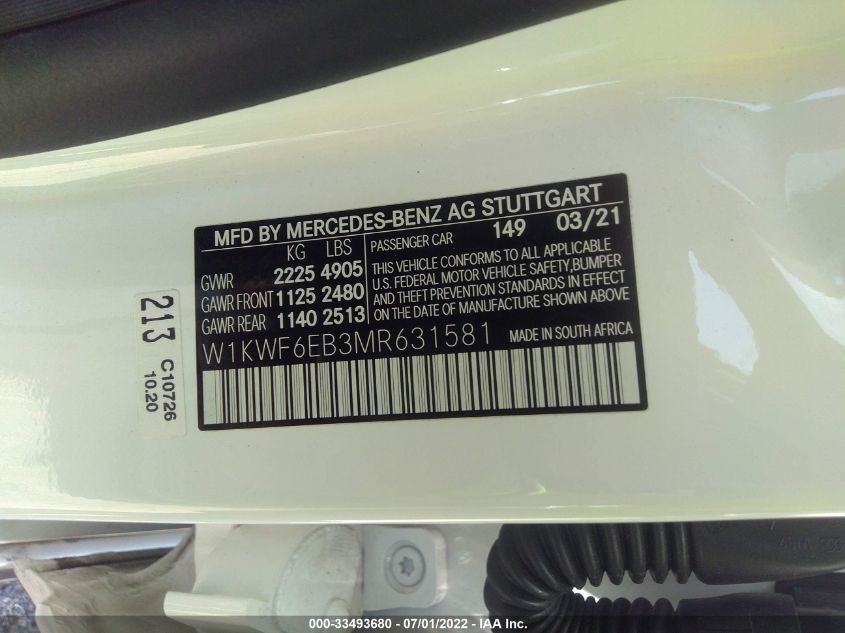 MFD BY MERCEDES-BENZ AG STUTTGART
KG LBS
GVWR 2225 4905
GAWR FRONT 1125 2480
GAWR REAR 1140 2513
PASSENGER CAR 149 03/21
THIS VEHICLE CONFORMS TO ALL APPLICABLE
U.S. FEDERAL MOTOR VEHICLE SAFETY,BUMPER
AND THEFT PREVENTION STANDARDS IN EFFECT
ON THE DATE OF MANUFACTURE SHOWN ABOVE
W1KWF6EB3MR631581 MADE IN SOUTH AFRICA
213
C10726
10.20
000-33493680 - 07/01/2022 - IAA Inc.